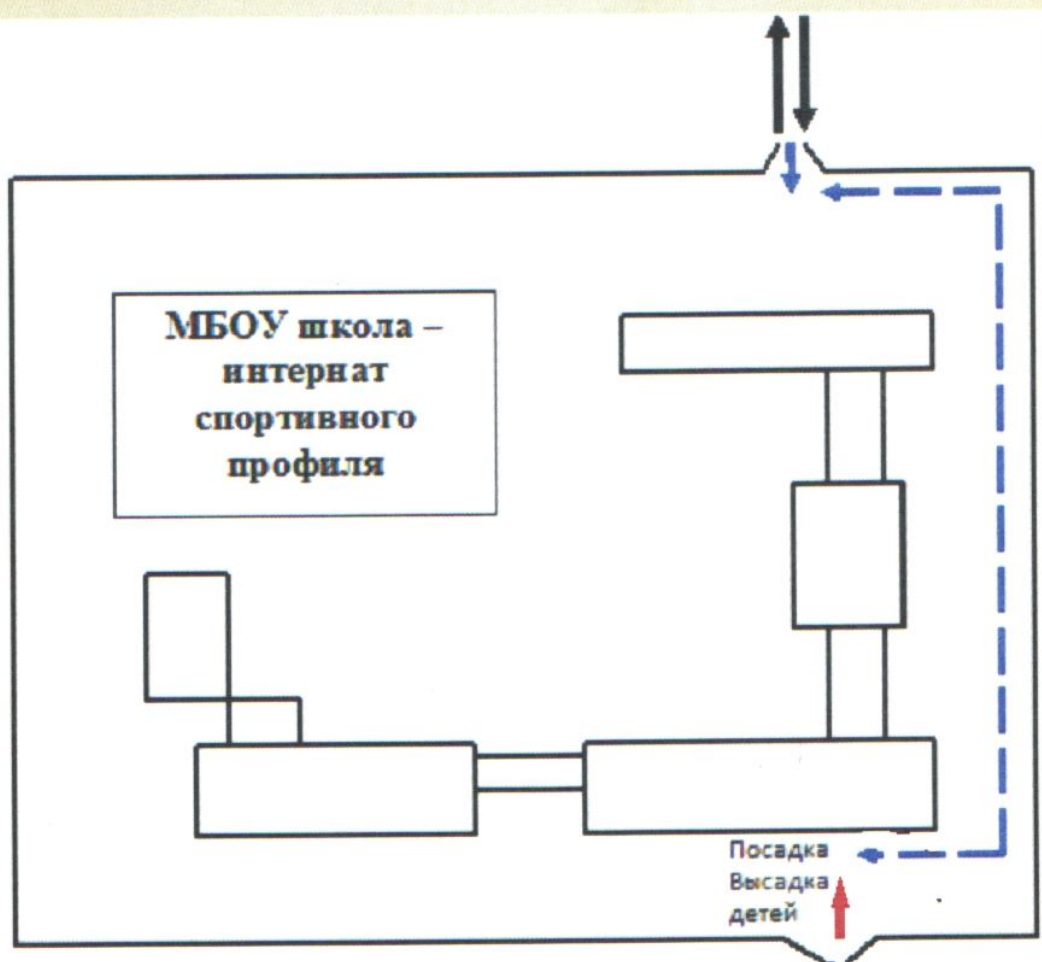 МБОУ школа –
интернат
спортивного
профиля
Посадка
Высадка
детей